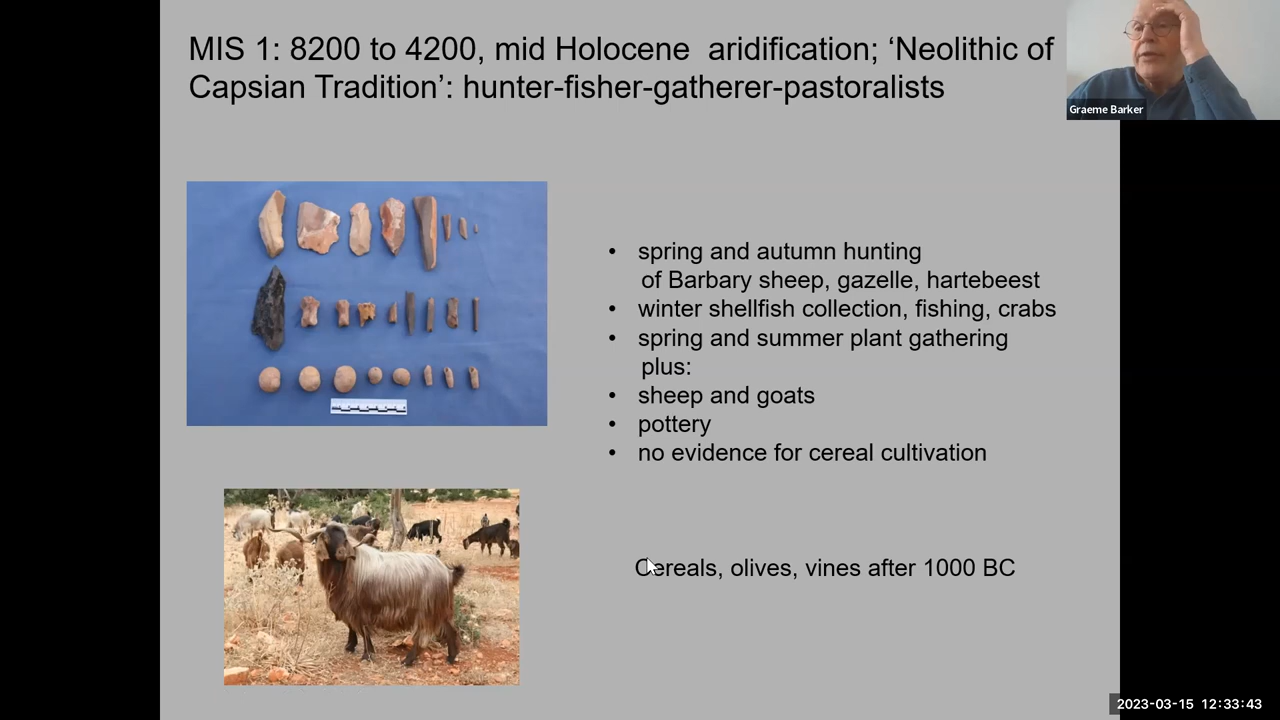 MIS 1: 8200 to 4200, mid Holocene  aridification; ‘Neolithic of
Capsian Tradition’: hunter-fisher-gatherer-pastoralists
Graeme Barker
• spring and autumn hunting
of Barbary sheep, gazelle, hartebeest
• winter shellfish collection, fishing, crabs
• spring and summer plant gathering
plus:
• sheep and goats
• pottery
• no evidence for cereal cultivation
Cereals, olives, vines after 1000 BC
2023-03-15 12:33:43